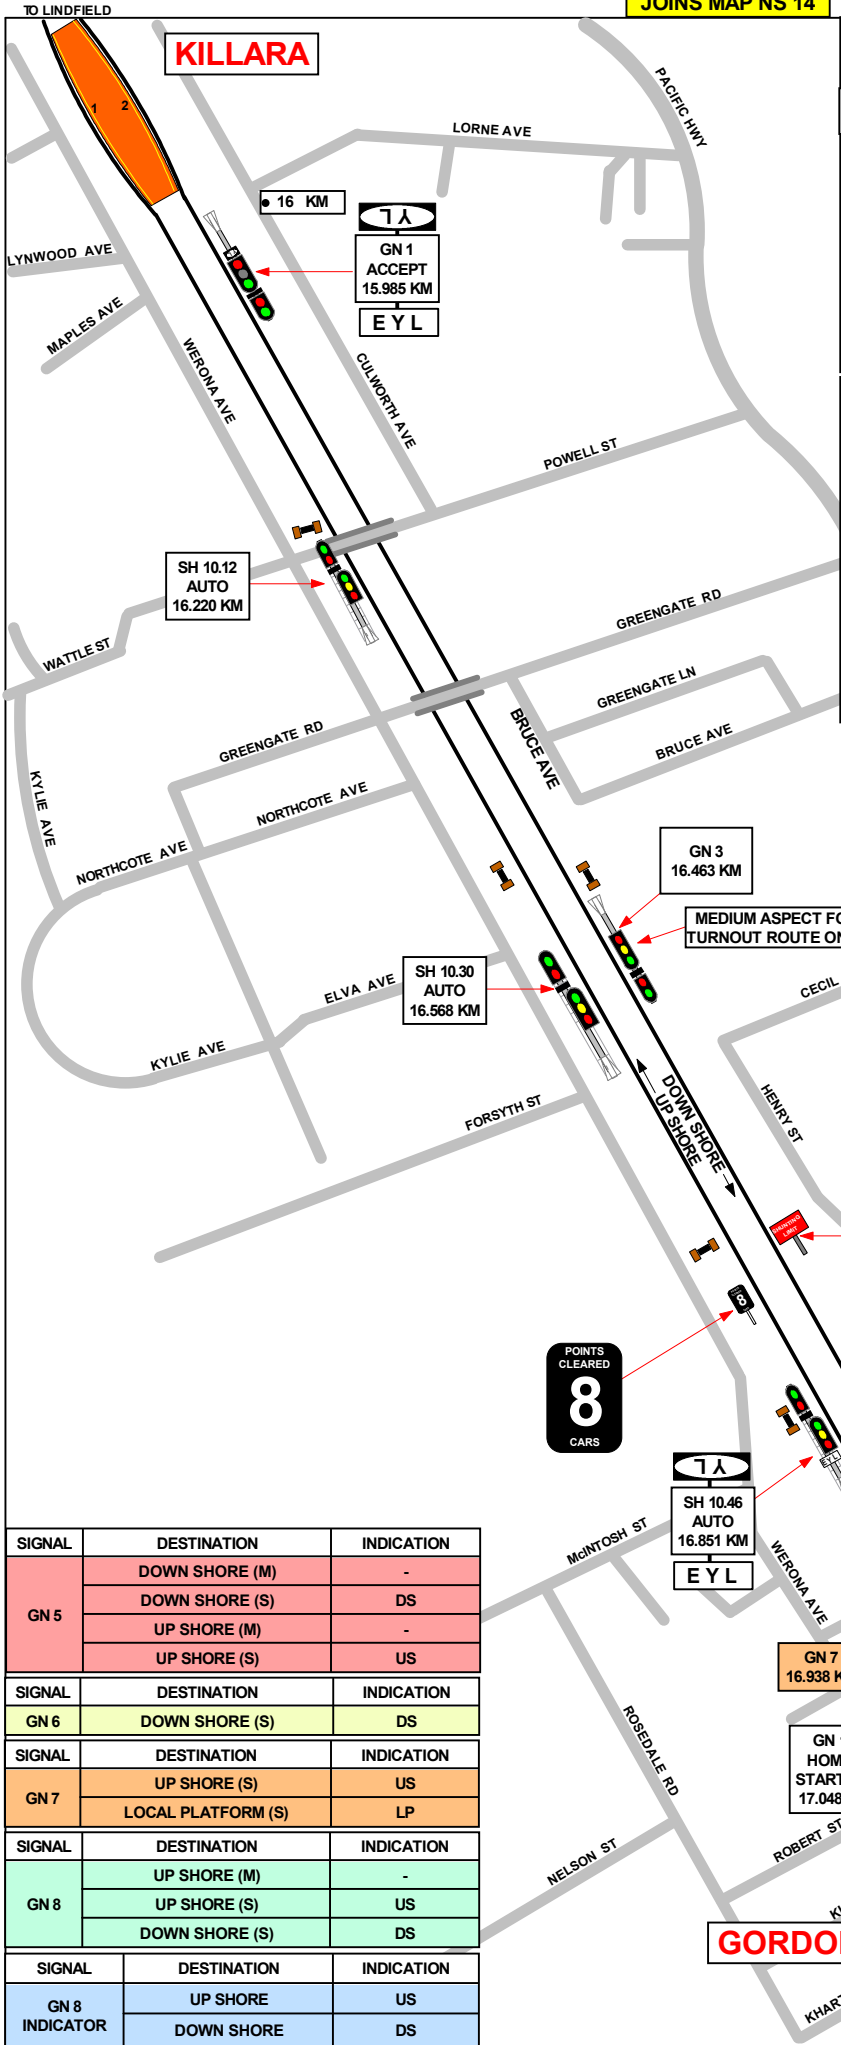 TO LINDFIELD
JOINS MAP NS 14
KILLARA
1
2
PACIFIC HWY
LORNE AVE
16 KM
YL
GN 1
ACCEPT
15.985 KM
E Y L
LYNWOOD AVE
MAPLES AVE
WERONA AVE
CULWORTH AVE
POWELL ST
SH 10.12
AUTO
16.220 KM
WATTLE ST
GREENGATE RD
GREENGATE LN
BRUCE AVE
BRUCE AVE
GREENGATE RD
KYLIE AVE
NORTHCOTE AVE
NORTHCOTE AVE
GN 3
16.463 KM
MEDIUM ASPECT FO
TURNOUT ROUTE ON
SH 10.30
AUTO
16.568 KM
ELVA AVE
CECIL
KYLIE AVE
FORSYTH ST
DOWN SHORE
UP SHORE
HENRY ST
SHUNTING
LIMIT
8
POINTS
CLEARED
8
CARS
YL
SH 10.46
AUTO
16.851 KM
E Y L
EYL
McINTOSH ST
WERONA AVE
GN 7
16.938 K
GN
HOM
START
17.048
ROSEDALE RD
NELSON ST
ROBERT ST
GORDO
KHART
SIGNAL DESTINATION INDICATION
GN 5
DOWN SHORE (M) -
DOWN SHORE (S) DS
UP SHORE (M) -
UP SHORE (S) US
SIGNAL DESTINATION INDICATION
GN 6 DOWN SHORE (S) DS
SIGNAL DESTINATION INDICATION
GN 7
UP SHORE (S) US
LOCAL PLATFORM (S) LP
SIGNAL DESTINATION INDICATION
GN 8
UP SHORE (M) -
UP SHORE (S) US
DOWN SHORE (S) DS
SIGNAL DESTINATION INDICATION
GN 8
INDICATOR
UP SHORE US
DOWN SHORE DS